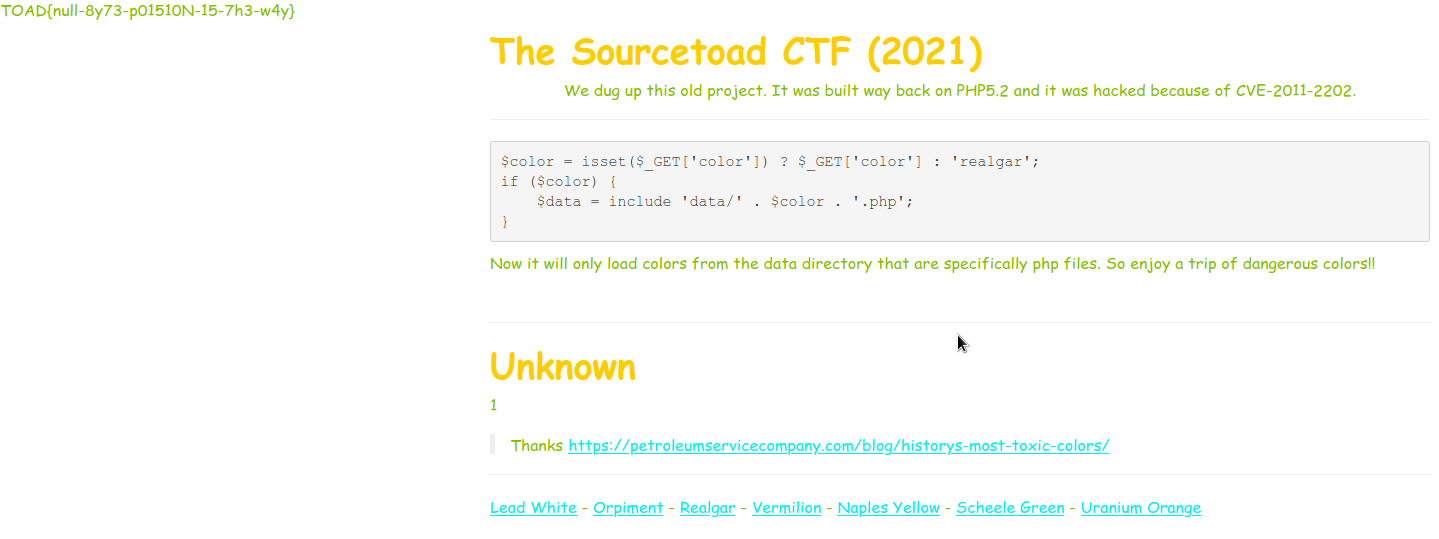 TOAD{null-8y73-p01510N-15-7h3-w4y}
The Sourcetoad CTF (2021)
We dug up this old project. It was built way back on PHP5.2 and it was hacked because of CVE-2011-2202.
$color = isset($_GET['color']) ? $_GET['color'] : 'realgar';
if ($color) {
    $data = include 'data/' . $color . '.php';
}
Now it will only load colors from the data directory that are specifically php files. So enjoy a trip of dangerous colors!!
Unknown
1
Thanks https://petroleumservicecompany.com/blog/historys-most-toxic-colors/
Lead White - Orpiment - Realgar - Vermilion - Naples Yellow - Scheele Green - Uranium Orange